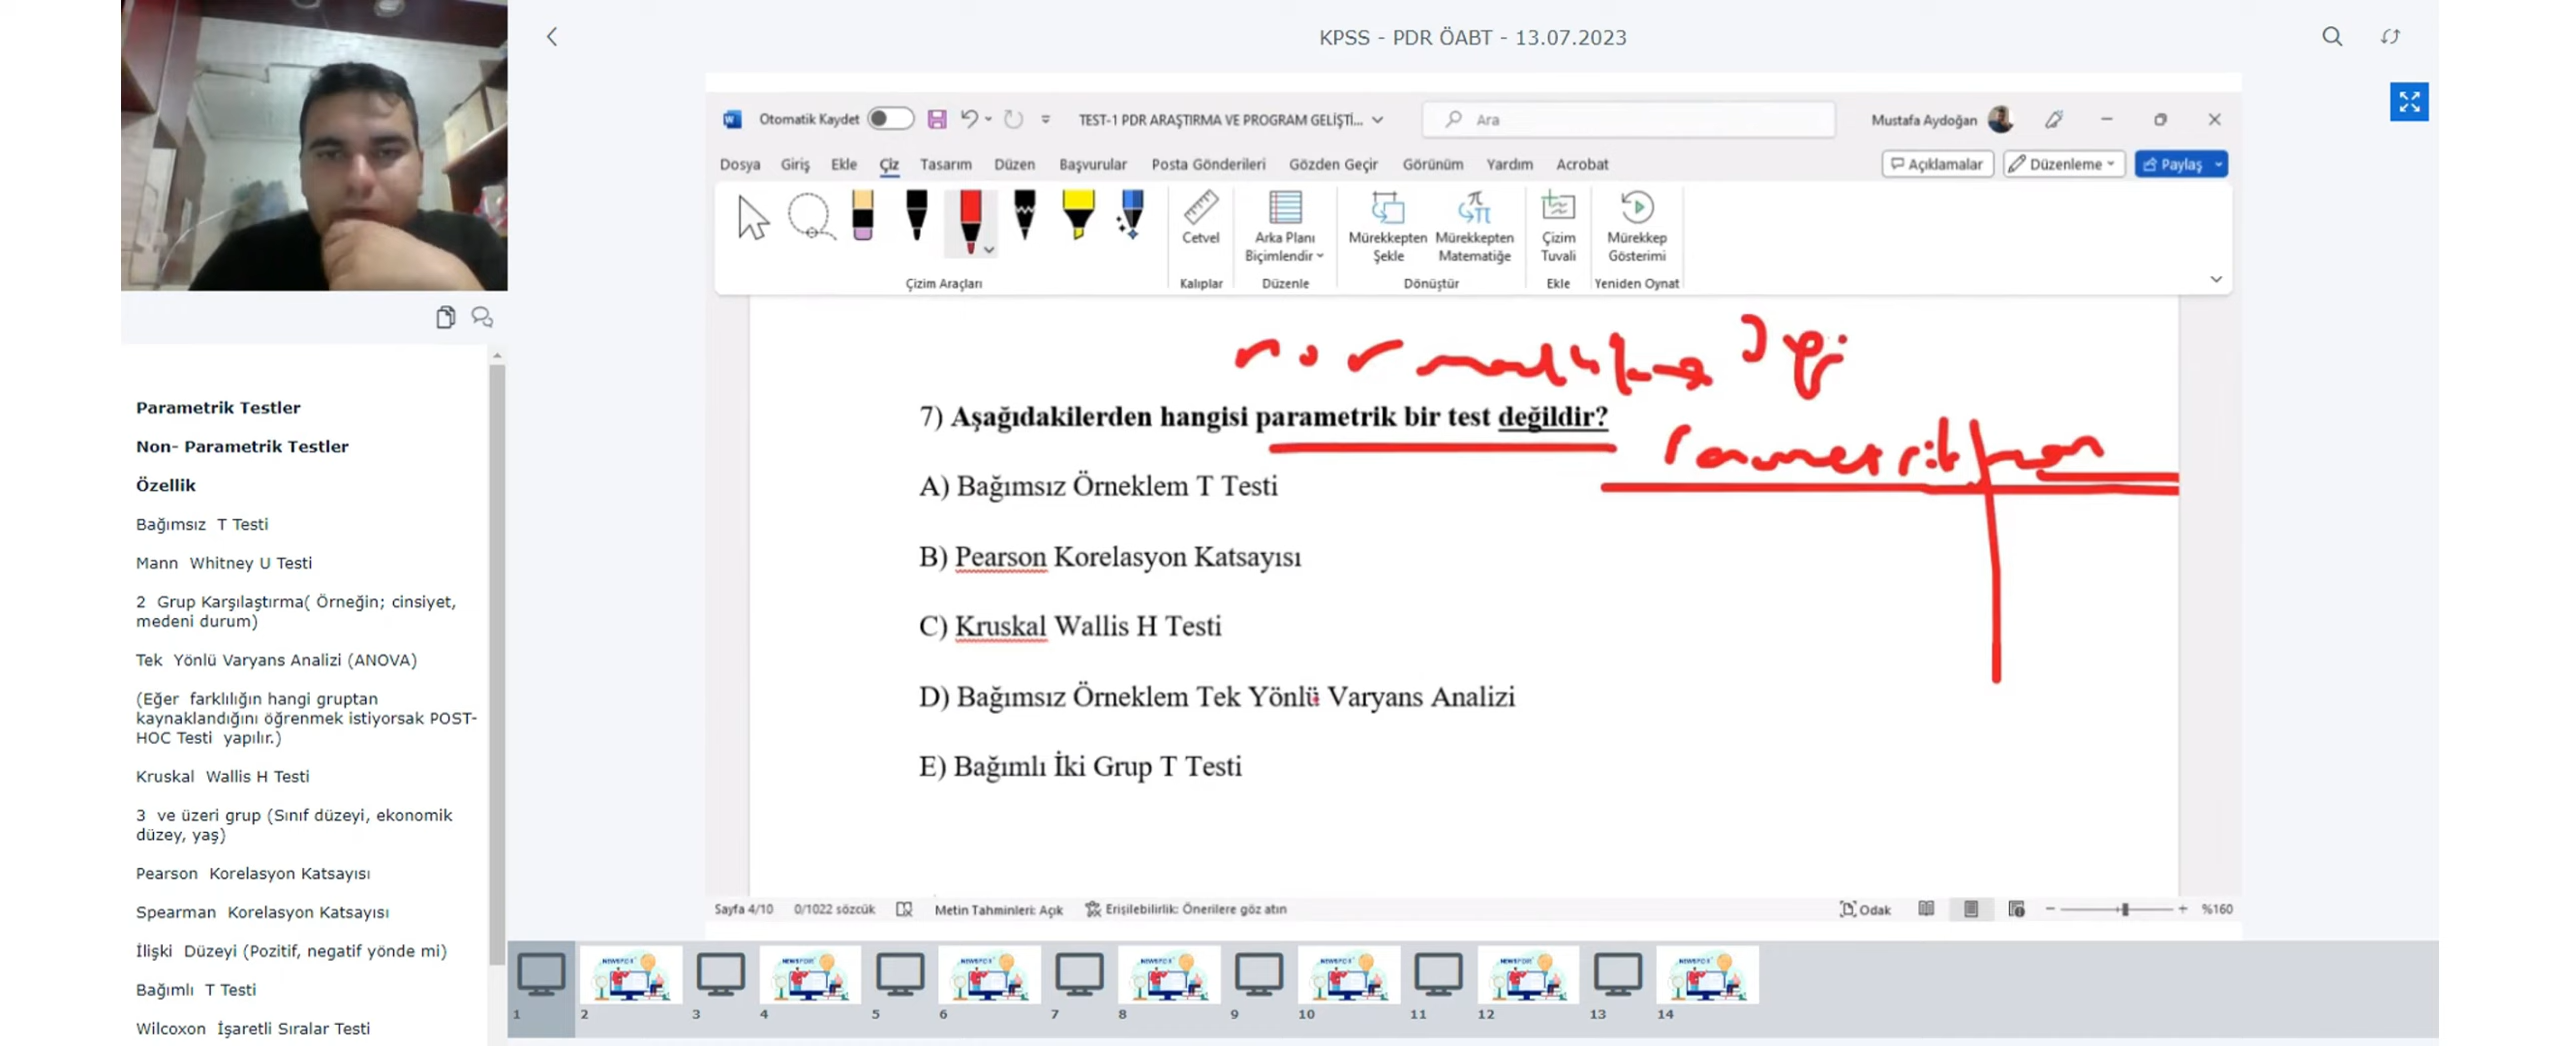 KPSS - PDR ÖABT - 13.07.2023
Otomatik Kaydet
TEST-1 PDR ARAŞTIRMA VE PROGRAM GELİŞTİ...
Ara
Mustafa Aydoğan
Dosya Giriş Ekle Çiz Tasarım Düzen Başvurular Posta Gönderileri Gözden Geçir Görünüm Yardım Acrobat
Açıklamalar
Düzenleme
Paylaş
Cetvel
Arka Planı
Biçimlendir
Mürekkepten
Şekle
Mürekkepten
Matematiğe
Çizim
Tuvali
Mürekkep
Gösterimi
Çizim Araçları
Kalıplar
Düzenle
Dönüştür
Ekle
Yeniden Oynat
Parametrik Testler
Non- Parametrik Testler
Özellik
Bağımsız T Testi
Mann Whitney U Testi
2 Grup Karşılaştırma( Örneğin; cinsiyet,
medeni durum)
Tek Yönlü Varyans Analizi (ANOVA)
(Eğer farklılığın hangi gruptan
kaynaklandığını öğrenmek istiyorsak POST-
HOC Testi yapılır.)
Kruskal Wallis H Testi
3 ve üzeri grup (Sınıf düzeyi, ekonomik
düzey, yaş)
Pearson Korelasyon Katsayısı
Spearman Korelasyon Katsayısı
İlişki Düzeyi (Pozitif, negatif yönde mi)
Bağımlı T Testi
Wilcoxon İşaretli Sıralar Testi
7) Aşağıdakilerden hangisi parametrik bir test değildir?
Parametrik non
A) Bağımsız Örneklem T Testi
B) Pearson Korelasyon Katsayısı
C) Kruskal Wallis H Testi
D) Bağımsız Örneklem Tek Yönlü Varyans Analizi
E) Bağımlı İki Grup T Testi
Sayfa 4/10 0/1022 sözcük Metin Tahminleri: Açık Erişilebilirlik: Önerilere göz atın
Odak
%160
1 2 3 4 5 6 7 8 9 10 11 12 13 14